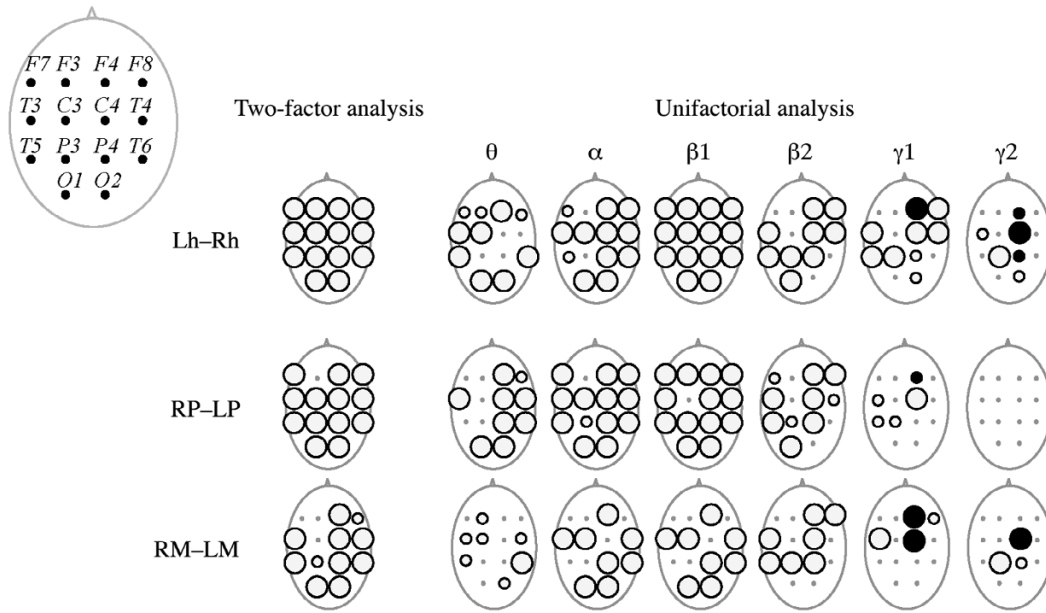 F7 F3 F4 F8
T3 C3 C4 T4
T5 P3 P4 T6
O1 O2
Two-factor analysis
Unifactorial analysis
θ α β1 β2 γ1 γ2
Lh–Rh
RP–LP
RM–LM